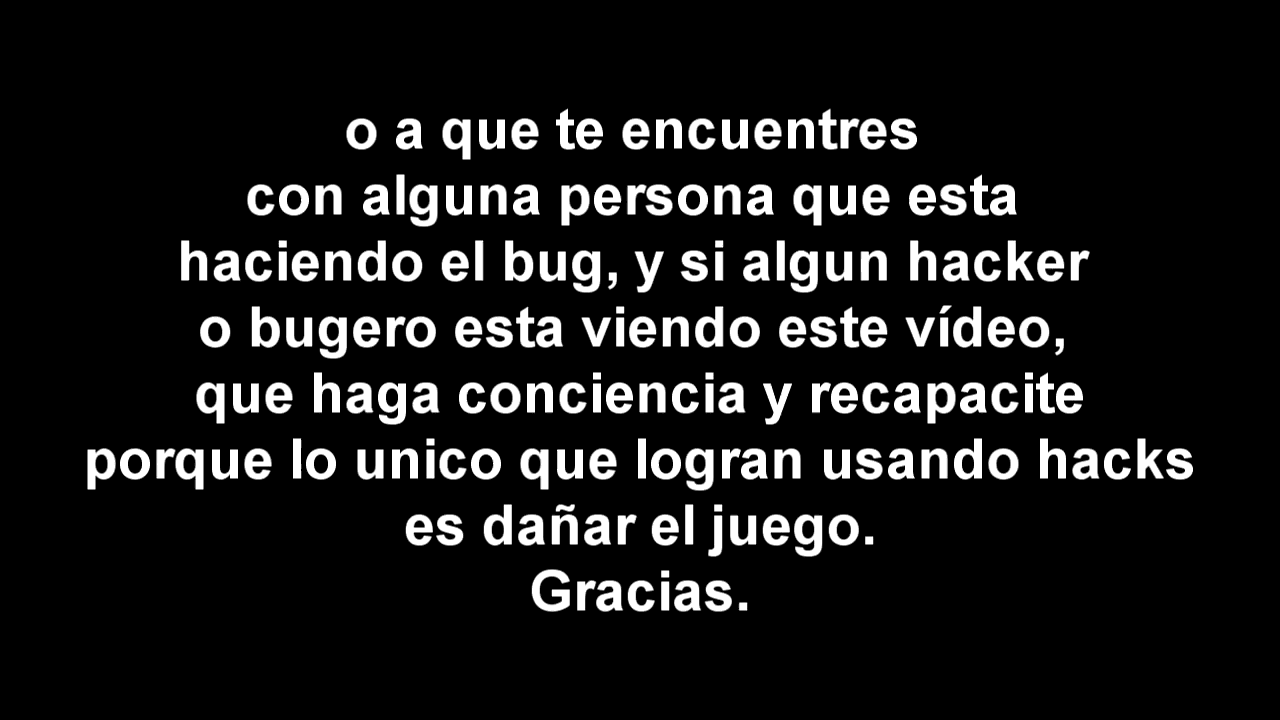 o a que te encuentres
con alguna persona que esta
haciendo el bug, y si algun hacker
o bugero esta viendo este vídeo,
que haga conciencia y recapacite
porque lo unico que logran usando hacks
es dañar el juego.
Gracias.